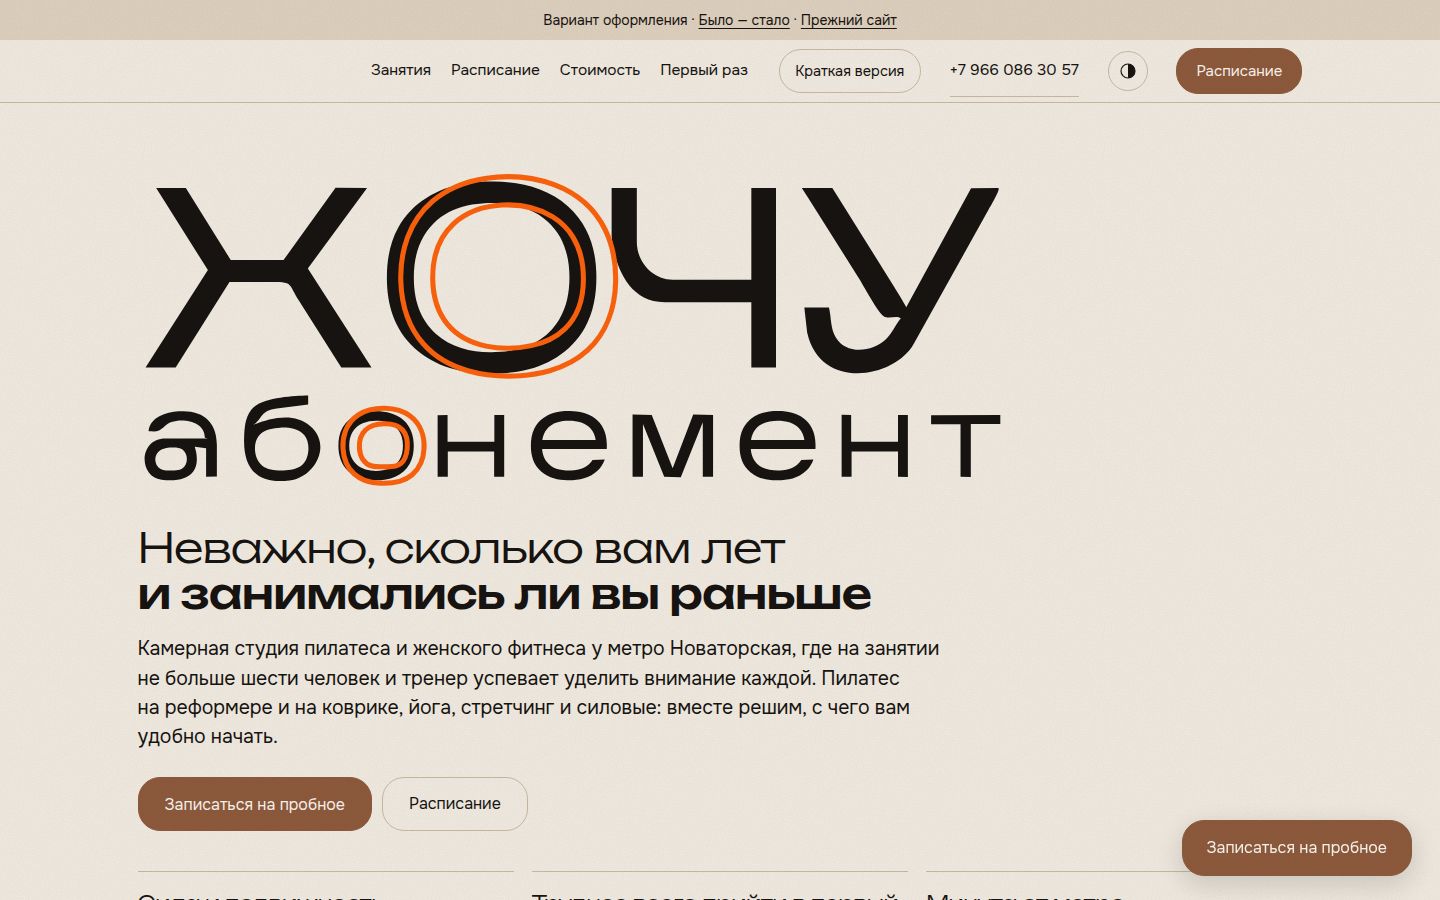 Вариант оформления · Было — стало · Прежний сайт
Занятия Расписание Стоимость Первый раз Краткая версия +7 966 086 30 57 Расписание
ХОЧУ
абонемент
Неважно, сколько вам лет
и занимались ли вы раньше
Камерная студия пилатеса и женского фитнеса у метро Новаторская, где на занятии
не больше шести человек и тренер успевает уделить внимание каждой. Пилатес
на реформере и на коврике, йога, стретчинг и силовые: вместе решим, с чего вам
удобно начать.
Записаться на пробное Расписание
Записаться на пробное